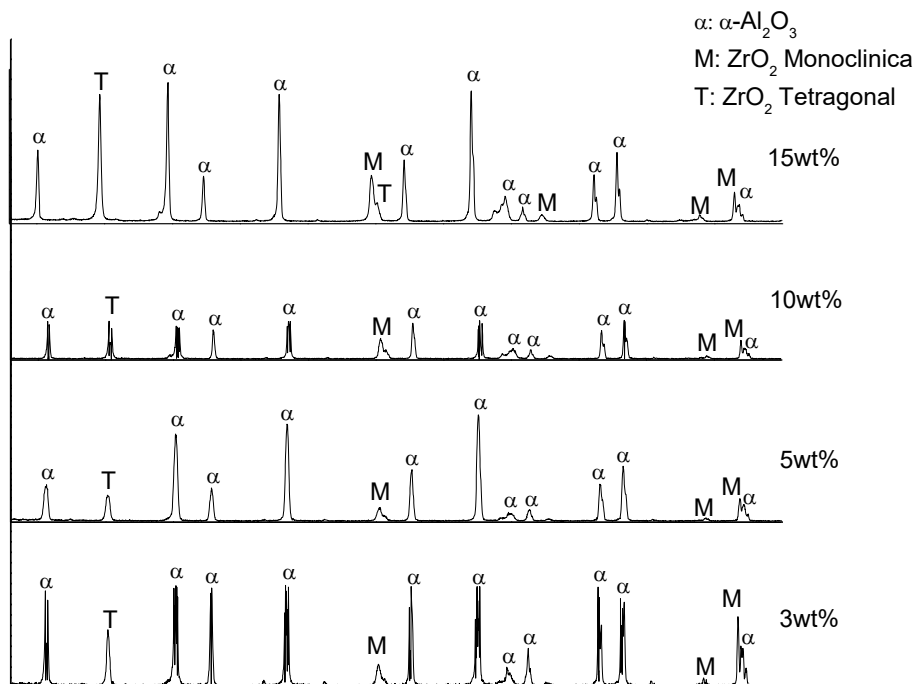 α: α-Al₂O₃
M: ZrO₂ Monoclinica
T: ZrO₂ Tetragonal
α T α α α M T α α α α M α α M M α
15wt%
α T α α α M α α α α α α M M α
10wt%
α T α α α M α α α α α α M M α
5wt%
α T α α α M α α α α α α M M α
3wt%